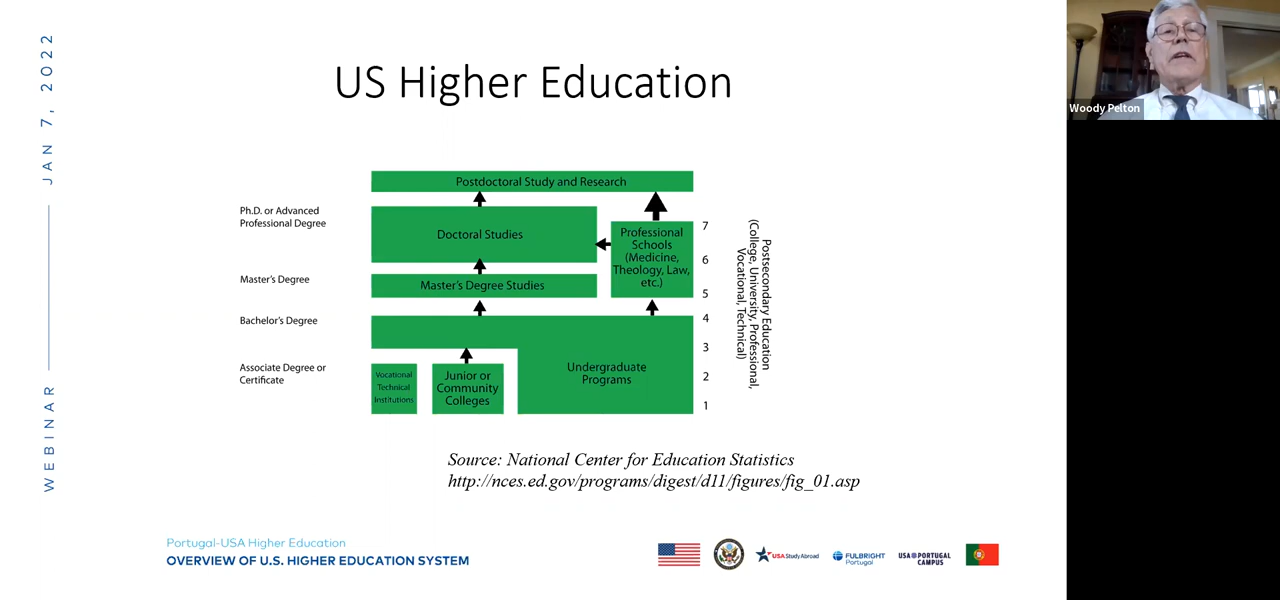 WEBINAR JAN 7, 2022
US Higher Education
Postdoctoral Study and Research
Ph.D. or Advanced
Professional Degree
Doctoral Studies
Professional
Schools
(Medicine,
Theology, Law,
etc.)
7
6
5
Master's Degree
Master's Degree Studies
Bachelor's Degree
4
3
2
1
Associate Degree or
Certificate
Vocational
Technical
Institutions
Junior or
Community
Colleges
Undergraduate
Programs
Postsecondary Education
(College, University, Professional,
Vocational, Technical)
Source: National Center for Education Statistics
http://nces.ed.gov/programs/digest/d11/figures/fig_01.asp
Portugal-USA Higher Education
OVERVIEW OF U.S. HIGHER EDUCATION SYSTEM
USA Study Abroad
FULBRIGHT
Portugal
USA@PORTUGAL
CAMPUS
Woody Pelton